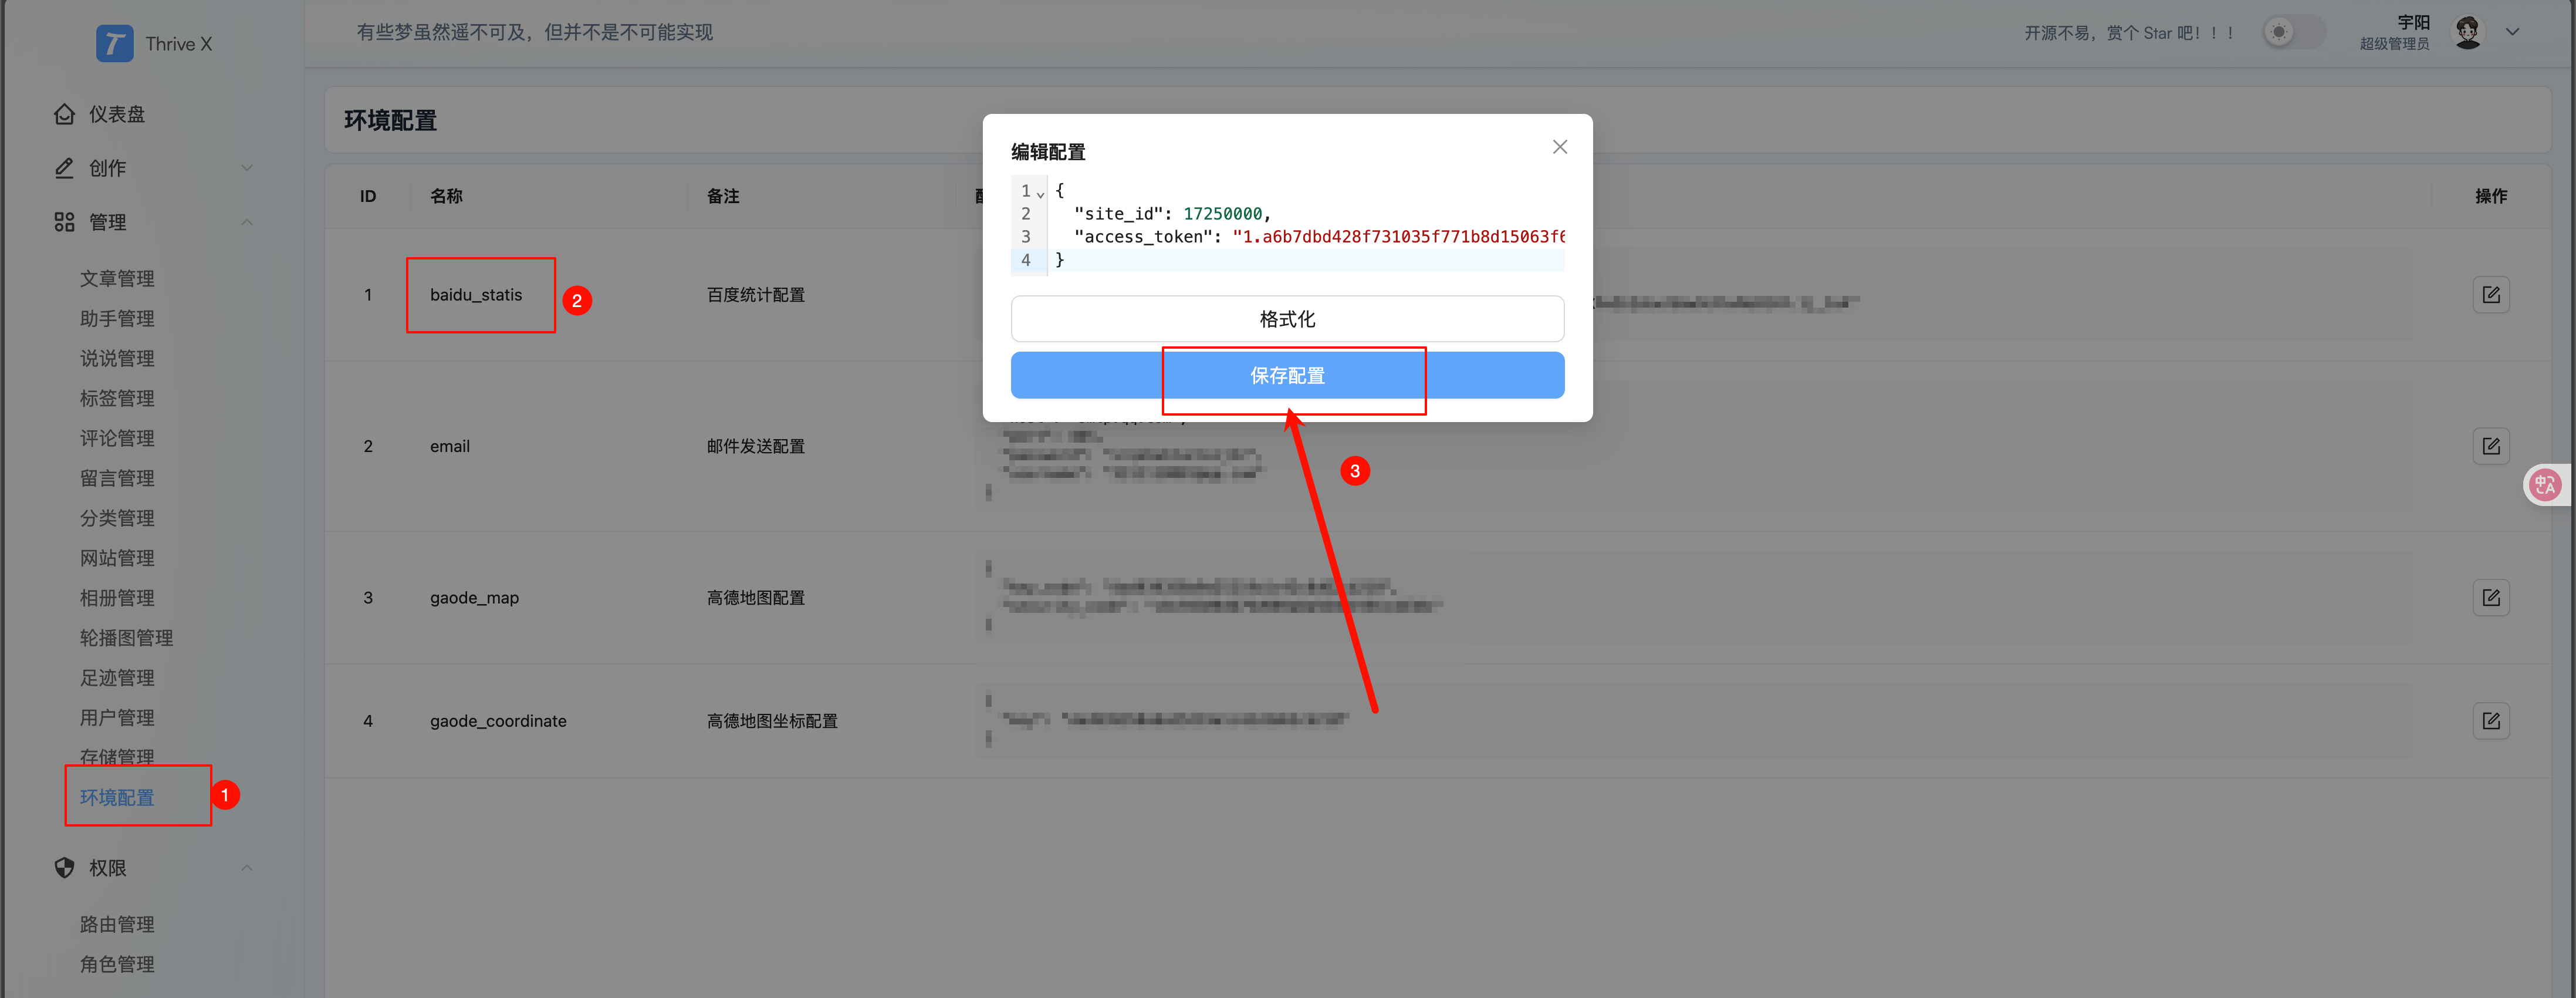 Thrive X
有些梦虽然遥不可及，但并不是不可能实现
开源不易，赏个 Star 吧！！！
宇阳
超级管理员
仪表盘
创作
管理
文章管理
助手管理
说说管理
标签管理
评论管理
留言管理
分类管理
网站管理
相册管理
轮播图管理
足迹管理
用户管理
存储管理
环境配置
1
权限
路由管理
角色管理
环境配置
ID 名称 备注 操作
1 baidu_statis 百度统计配置
2
2 email 邮件发送配置
3 gaode_map 高德地图配置
4 gaode_coordinate 高德地图坐标配置
编辑配置
1 {
2 "site_id": 17250000,
3 "access_token": "1.a6b7dbd428f731035f771b8d15063f6
4 }
格式化
保存配置
3
中A